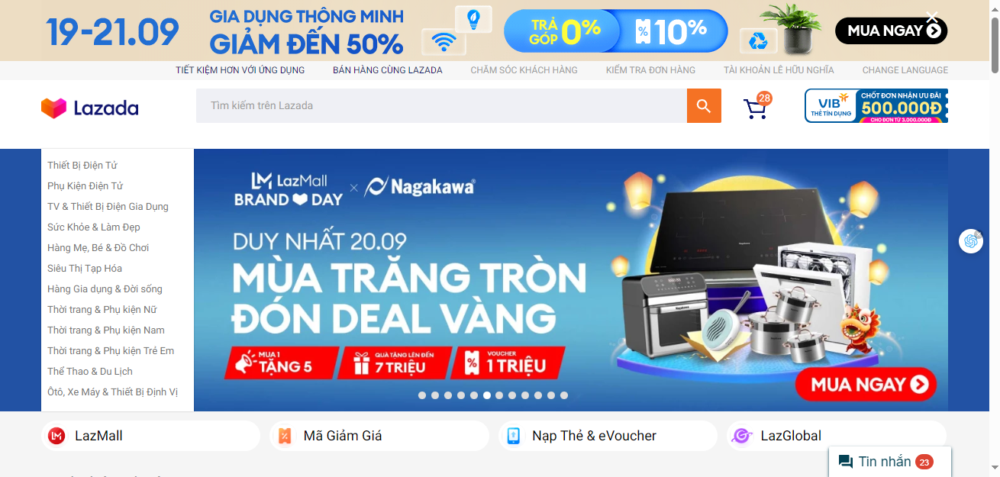 19-21.09
GIA DỤNG THÔNG MINH
GIẢM ĐẾN 50%
TRẢ GÓP 0%
% 10%
MUA NGAY
TIẾT KIỆM HƠN VỚI ỨNG DỤNG
BÁN HÀNG CÙNG LAZADA
CHĂM SÓC KHÁCH HÀNG
KIỂM TRA ĐƠN HÀNG
TÀI KHOẢN LÊ HỮU NGHĨA
CHANGE LANGUAGE
Lazada
Tìm kiếm trên Lazada
28
VIB
THẺ TÍN DỤNG
CHỐT ĐƠN NHẬN ƯU ĐÃI
500.000Đ
CHO ĐƠN TỪ 3.000.000Đ
Thiết Bị Điện Tử
Phụ Kiện Điện Tử
TV & Thiết Bị Điện Gia Dụng
Sức Khỏe & Làm Đẹp
Hàng Mẹ, Bé & Đồ Chơi
Siêu Thị Tạp Hóa
Hàng Gia dụng & Đời sống
Thời trang & Phụ kiện Nữ
Thời trang & Phụ kiện Nam
Thời trang & Phụ kiện Trẻ Em
Thể Thao & Du Lịch
Ôtô, Xe Máy & Thiết Bị Định Vị
LM LazMall
BRAND DAY
× Nagakawa
DUY NHẤT 20.09
MÙA TRĂNG TRÒN
ĐÓN DEAL VÀNG
MUA 1
TẶNG 5
QUÀ TẶNG LÊN ĐẾN
7 TRIỆU
%
VOUCHER
1 TRIỆU
MUA NGAY
LazMall
Mã Giảm Giá
Nạp Thẻ & eVoucher
LazGlobal
Tin nhắn 23